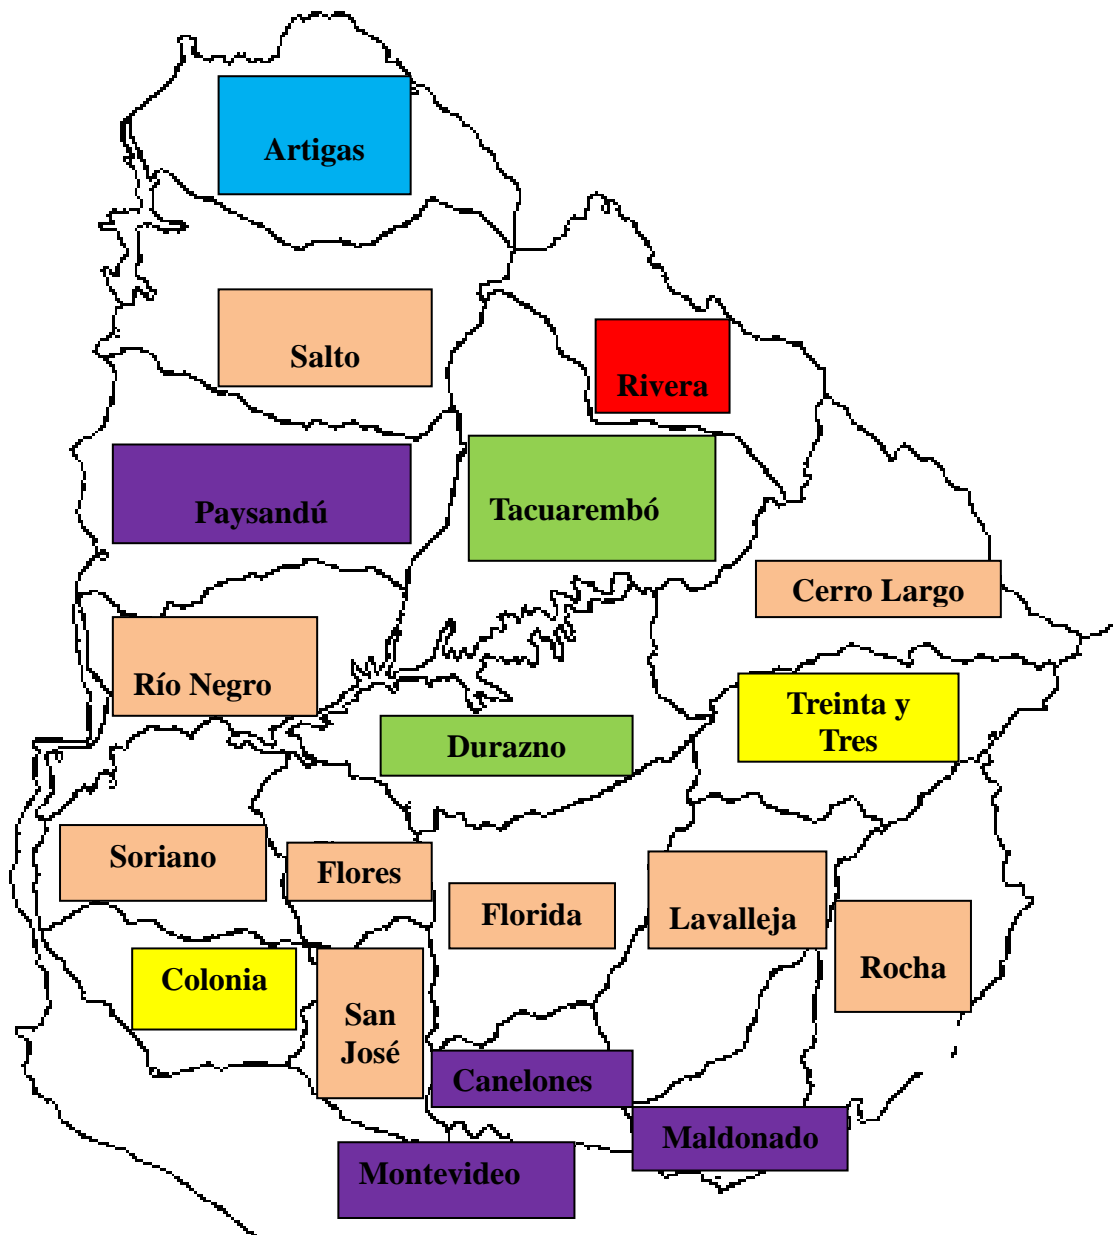 Artigas
Salto
Rivera
Paysandú
Tacuarembó
Cerro Largo
Río Negro
Treinta y
Tres
Durazno
Soriano
Flores
Florida
Lavalleja
Rocha
Colonia
San
José
Canelones
Maldonado
Montevideo